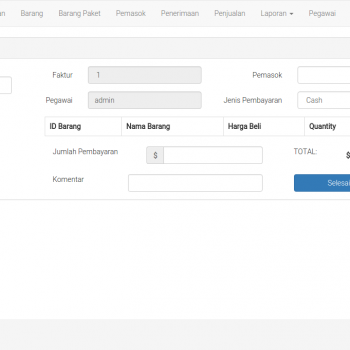 Barang Barang Paket Pemasok Penerimaan Penjualan Laporan Pegawai
Faktur 1 Pemasok
Pegawai admin Jenis Pembayaran Cash
ID Barang Nama Barang Harga Beli Quantity
Jumlah Pembayaran $ TOTAL: $
Komentar Selesai